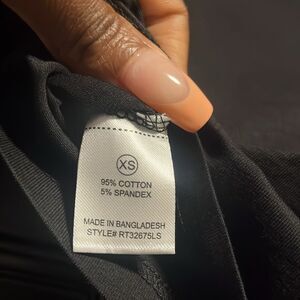 XS
95% COTTON
5% SPANDEX
MADE IN BANGLADESH
STYLE# RT32675LS